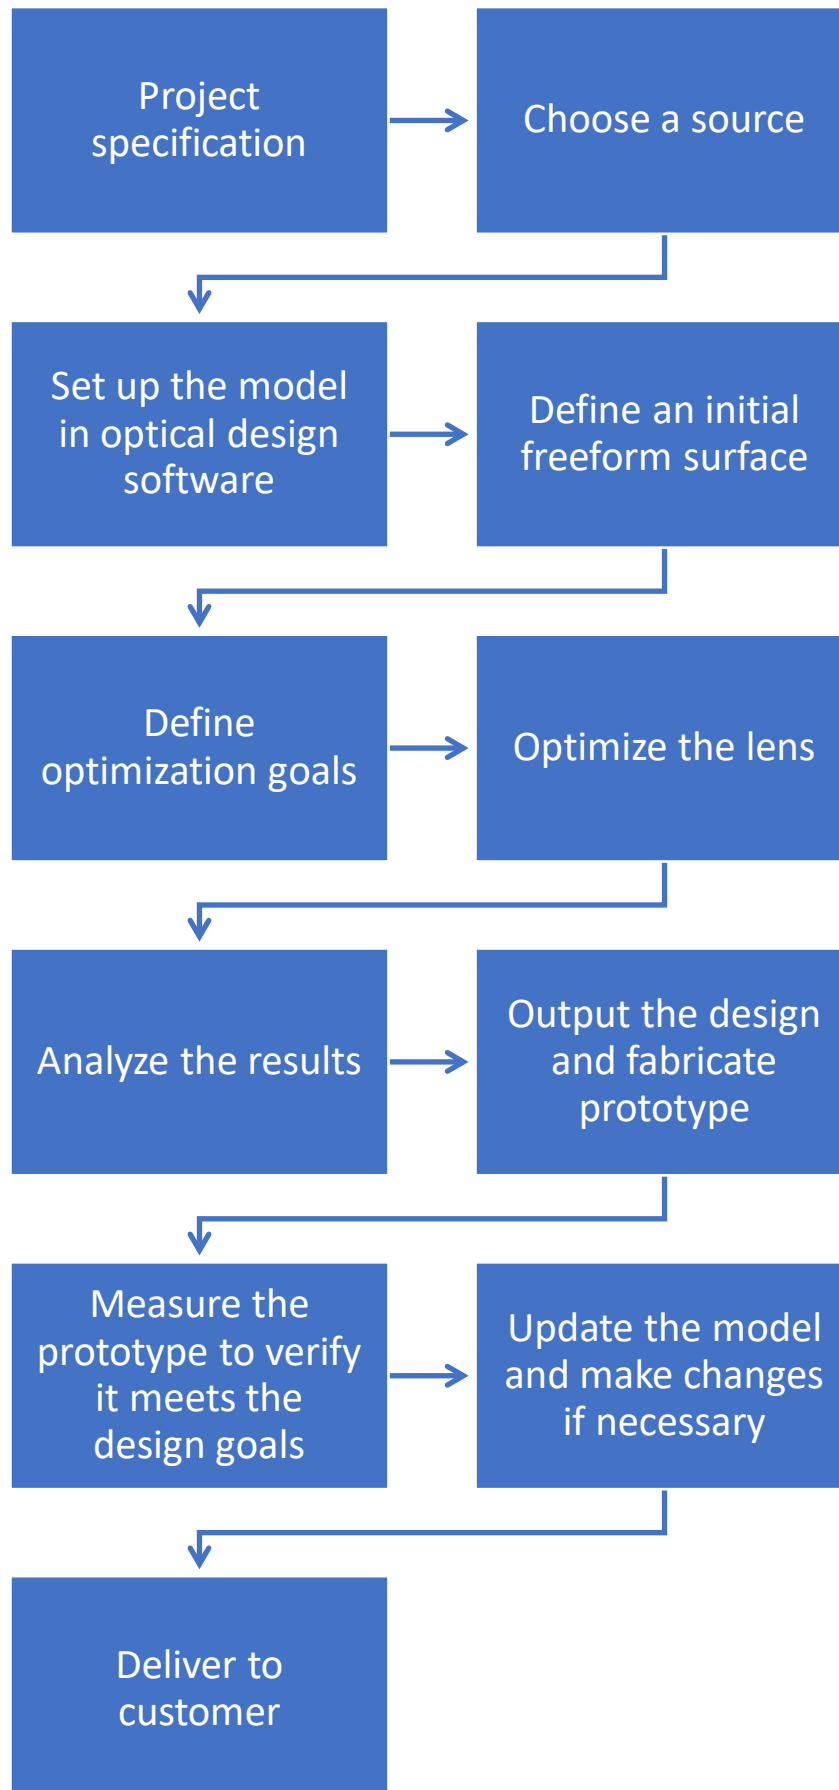 Project
specification
Choose a source
Set up the model
in optical design
software
Define an initial
freeform surface
Define
optimization goals
Optimize the lens
Analyze the results
Output the design
and fabricate
prototype
Measure the
prototype to verify
it meets the
design goals
Update the model
and make changes
if necessary
Deliver to
customer